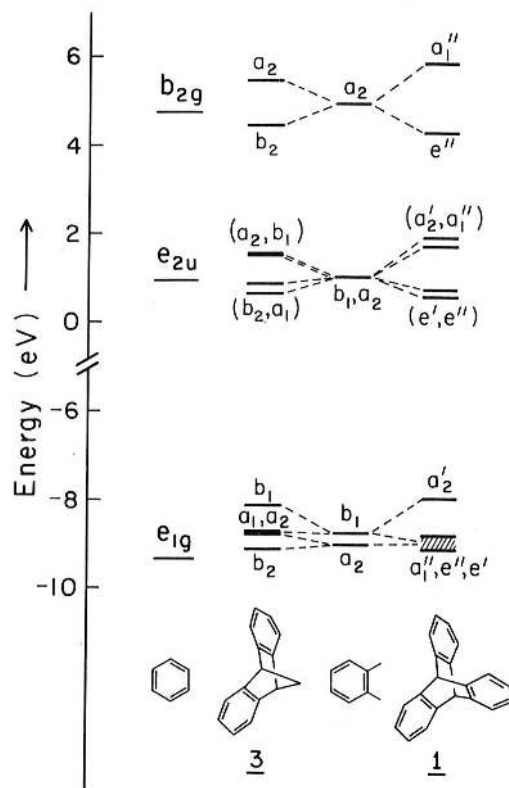 6
4
2
0
-6
-8
-10
Energy (eV)
b2g
e2u
e1g
a2
b2
(a2, b1)
(b2, a1)
b1
a1, a2
b2
a2
b1, a2
b1
a2
a1''
e''
(a2', a1'')
(e', e'')
a2'
a1'', e'', e'
3
1